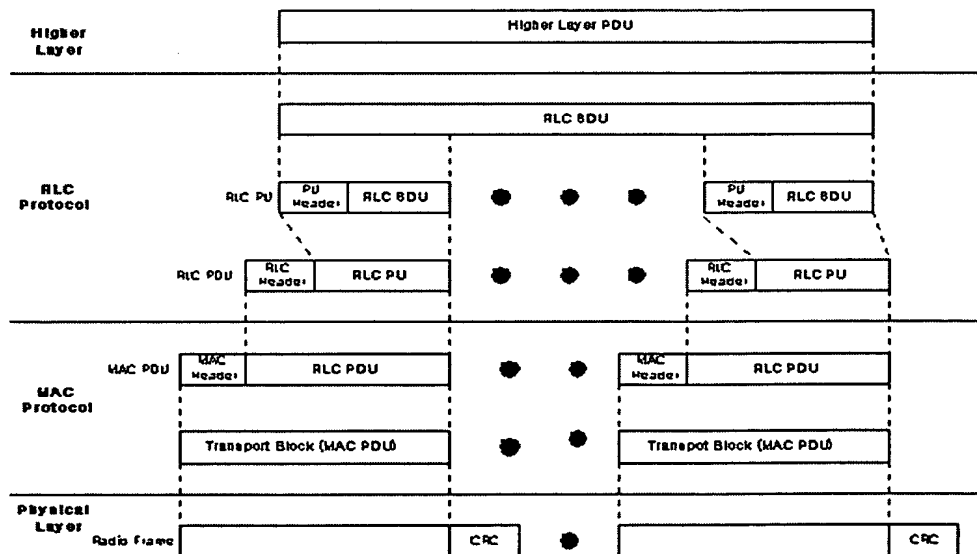 Higher Layer
Higher Layer PDU
RLC SDU
RLC Protocol
RLC PU
PU Header
RLC SDU
PU Header
RLC SDU
RLC PDU
RLC Header
RLC PU
RLC Header
RLC PU
MAC Protocol
MAC PDU
MAC Header
RLC PDU
MAC Header
RLC PDU
Transport Block (MAC PDU)
Transpot Block (MAC PDU)
Physical Layer
Radio Frame
CRC
CRC